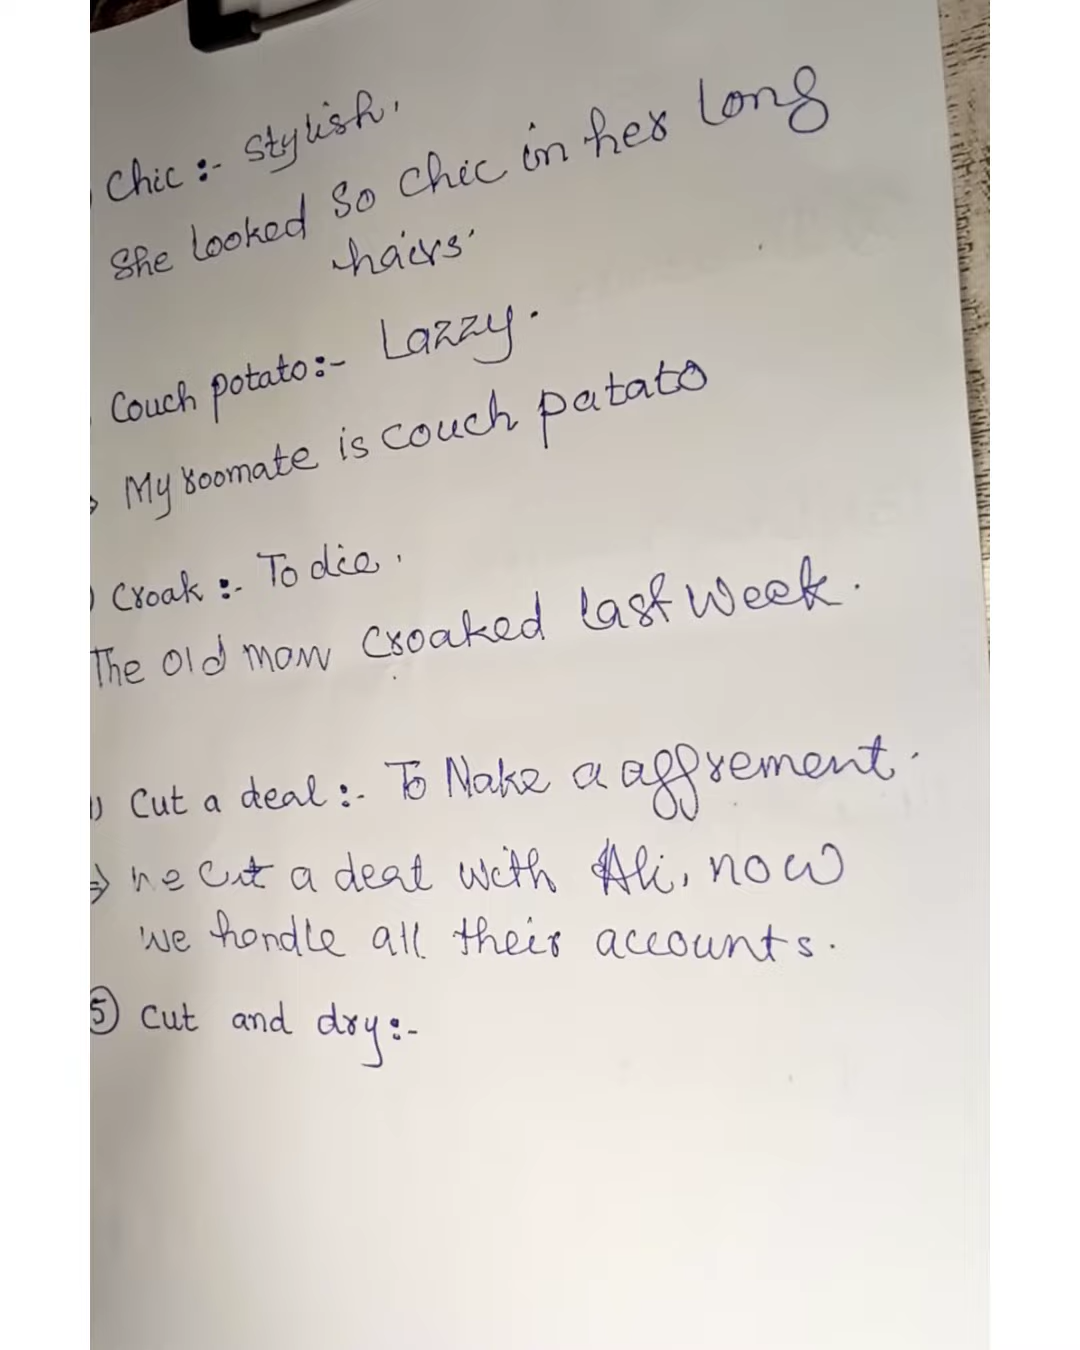 Chic :- Stylish.
She looked So Chic in her long
hairs.
Couch potato :- Lazzy.
My roomate is couch patato
Croak :- To die.
The old man Croaked last week.
Cut a deal :- To Nake a aggrement.
we Cut a deal with Ali, now
we handle all their accounts.
5 Cut and dry :-